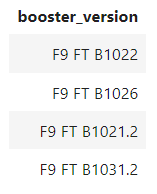 booster_version
F9 FT B1022
F9 FT B1026
F9 FT B1021.2
F9 FT B1031.2